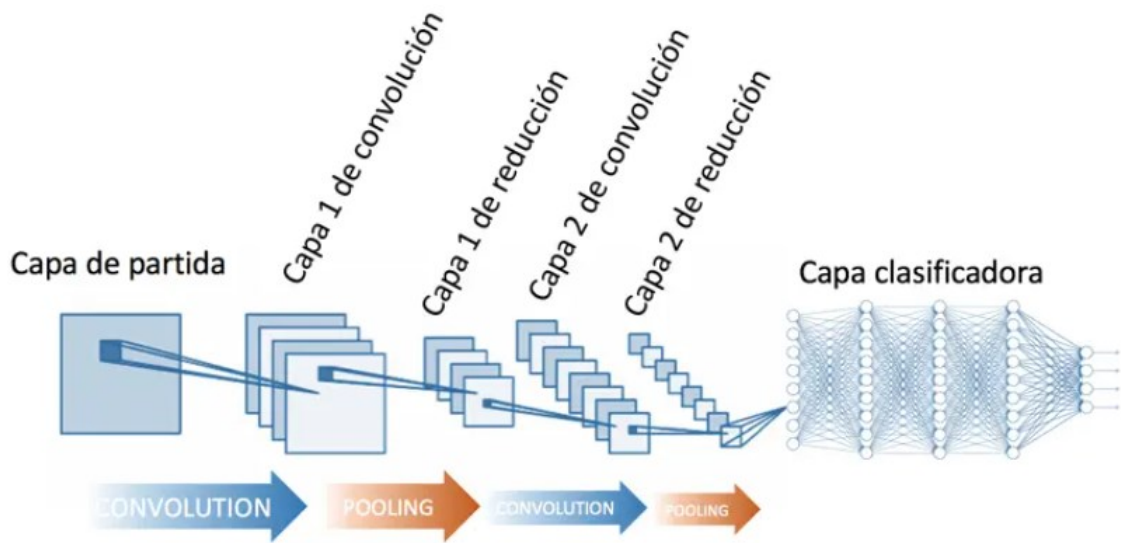 Capa de partida
Capa 1 de convolución
Capa 1 de reducción
Capa 2 de convolución
Capa 2 de reducción
Capa clasificadora
CONVOLUTION
POOLING
CONVOLUTION
POOLING